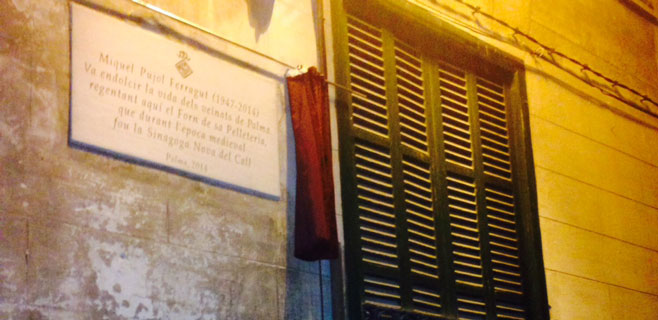 Miquel Pujol Ferragut (1947-2014)
Va endolcir la vida dels veïnats de Palma,
regentant aquí el Forn de sa Pelleteria,
que durant l'època medieval
fou la Sinagoga Nova del Call
Palma, 2014